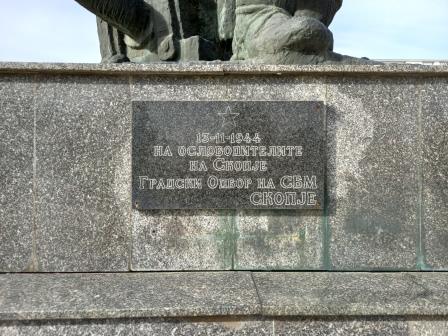 13-11-1944
НА ОСЛОБОДИТЕЛИТЕ
НА СКОПЈЕ
ГРАДСКИ ОДБОР НА СБМ
СКОПЈЕ